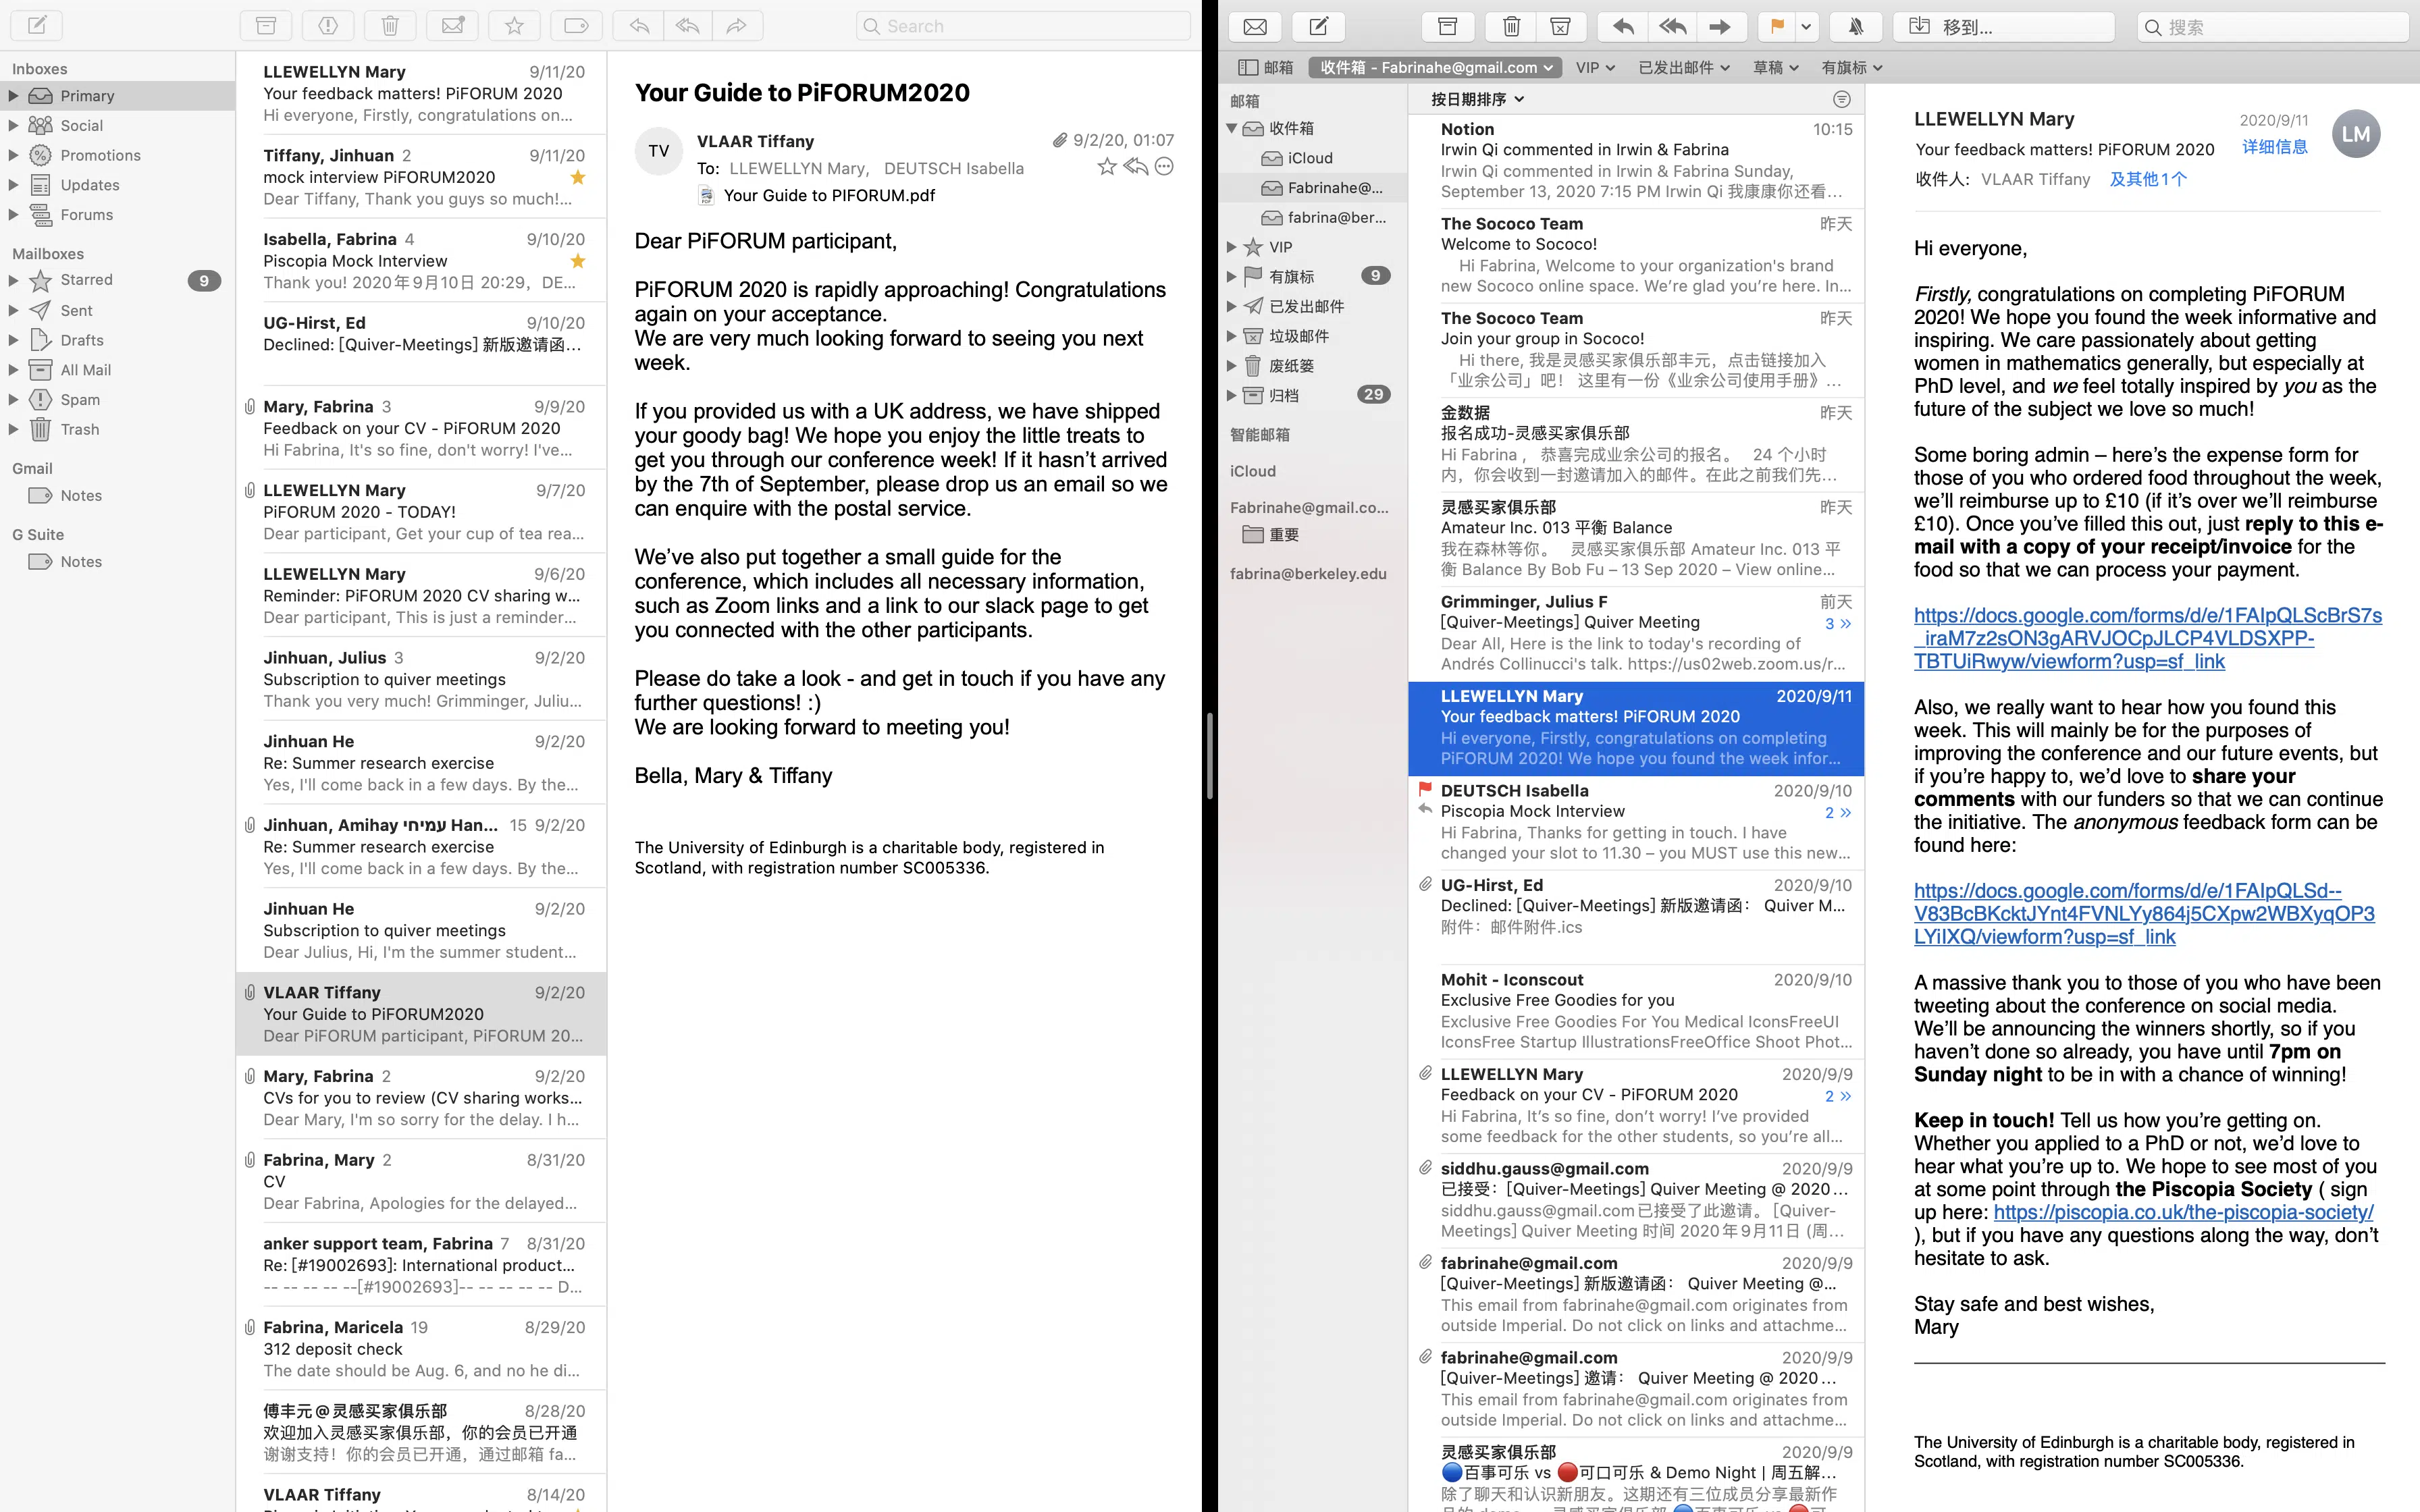 Search
Inboxes
Primary
Social
Promotions
Updates
Forums
Mailboxes
Starred 9
Sent
Drafts
All Mail
Spam
Trash
Gmail
Notes
G Suite
Notes
LLEWELLYN Mary 9/11/20
Your feedback matters! PiFORUM 2020
Hi everyone, Firstly, congratulations on...
Tiffany, Jinhuan 2 9/11/20
mock interview PiFORUM2020
Dear Tiffany, Thank you guys so much!...
Isabella, Fabrina 4 9/10/20
Piscopia Mock Interview
Thank you! 2020年9月10日 20:29，DE...
UG-Hirst, Ed 9/10/20
Declined: [Quiver-Meetings] 新版邀请函...
Mary, Fabrina 3 9/9/20
Feedback on your CV - PiFORUM 2020
Hi Fabrina, It's so fine, don't worry! I've...
LLEWELLYN Mary 9/7/20
PiFORUM 2020 - TODAY!
Dear participant, Get your cup of tea rea...
LLEWELLYN Mary 9/6/20
Reminder: PiFORUM 2020 CV sharing w...
Dear participant, This is just a reminder...
Jinhuan, Julius 3 9/2/20
Subscription to quiver meetings
Thank you very much! Grimminger, Juliu...
Jinhuan He 9/2/20
Re: Summer research exercise
Yes, I'll come back in a few days. By the...
Jinhuan, Amihay עמיחי Han... 15 9/2/20
Re: Summer research exercise
Yes, I'll come back in a few days. By the...
Jinhuan He 9/2/20
Subscription to quiver meetings
Dear Julius, Hi, I'm the summer student...
VLAAR Tiffany 9/2/20
Your Guide to PiFORUM2020
Dear PiFORUM participant, PiFORUM 20...
Mary, Fabrina 2 9/2/20
CVs for you to review (CV sharing works...
Dear Mary, I'm so sorry for the delay. I h...
Fabrina, Mary 2 8/31/20
CV
Dear Fabrina, Apologies for the delayed...
anker support team, Fabrina 7 8/31/20
Re: [#19002693]: International product...
-- -- -- -- --[#19002693]-- -- -- -- -- D...
Fabrina, Maricela 19 8/29/20
312 deposit check
The date should be Aug. 6, and no he di...
傅丰元@灵感买家俱乐部 8/28/20
欢迎加入灵感买家俱乐部，你的会员已开通
谢谢支持！你的会员已开通，通过邮箱 fa...
VLAAR Tiffany 8/14/20
Your Guide to PiFORUM2020
TV
VLAAR Tiffany 9/2/20, 01:07
To: LLEWELLYN Mary, DEUTSCH Isabella
Your Guide to PIFORUM.pdf
Dear PiFORUM participant,
PiFORUM 2020 is rapidly approaching! Congratulations
again on your acceptance.
We are very much looking forward to seeing you next
week.
If you provided us with a UK address, we have shipped
your goody bag! We hope you enjoy the little treats to
get you through our conference week! If it hasn't arrived
by the 7th of September, please drop us an email so we
can enquire with the postal service.
We've also put together a small guide for the
conference, which includes all necessary information,
such as Zoom links and a link to our slack page to get
you connected with the other participants.
Please do take a look - and get in touch if you have any
further questions! :)
We are looking forward to meeting you!
Bella, Mary & Tiffany
The University of Edinburgh is a charitable body, registered in
Scotland, with registration number SC005336.
移到...
搜索
邮箱 收件箱 - Fabrinahe@gmail.com VIP 已发出邮件 草稿 有旗标
邮箱
收件箱
iCloud
Fabrinahe@...
fabrina@ber...
VIP
有旗标 9
已发出邮件
垃圾邮件
废纸篓
归档 29
智能邮箱
iCloud
Fabrinahe@gmail.co...
重要
fabrina@berkeley.edu
按日期排序
Notion 10:15
Irwin Qi commented in Irwin & Fabrina
Irwin Qi commented in Irwin & Fabrina Sunday,
September 13, 2020 7:15 PM Irwin Qi 我康康你还看...
The Sococo Team 昨天
Welcome to Sococo!
Hi Fabrina, Welcome to your organization's brand
new Sococo online space. We're glad you're here. In...
The Sococo Team 昨天
Join your group in Sococo!
Hi there, 我是灵感买家俱乐部丰元，点击链接加入
「业余公司」吧！ 这里有一份《业余公司使用手册》...
金数据 昨天
报名成功-灵感买家俱乐部
Hi Fabrina， 恭喜完成业余公司的报名。 24 个小时
内，你会收到一封邀请加入的邮件。在此之前我们先...
灵感买家俱乐部 昨天
Amateur Inc. 013 平衡 Balance
我在森林等你。 灵感买家俱乐部 Amateur Inc. 013 平
衡 Balance By Bob Fu – 13 Sep 2020 – View online...
Grimminger, Julius F 前天
[Quiver-Meetings] Quiver Meeting 3 »
Dear All, Here is the link to today's recording of
Andrés Collinucci's talk. https://us02web.zoom.us/r...
LLEWELLYN Mary 2020/9/11
Your feedback matters! PiFORUM 2020
Hi everyone, Firstly, congratulations on completing
PiFORUM 2020! We hope you found the week infor...
DEUTSCH Isabella 2020/9/10
Piscopia Mock Interview 2 »
Hi Fabrina, Thanks for getting in touch. I have
changed your slot to 11.30 – you MUST use this new...
UG-Hirst, Ed 2020/9/10
Declined: [Quiver-Meetings] 新版邀请函： Quiver M...
附件：邮件附件.ics
Mohit - Iconscout 2020/9/10
Exclusive Free Goodies for you
Exclusive Free Goodies For You Medical IconsFreeUI
IconsFree Startup IllustrationsFreeOffice Shoot Phot...
LLEWELLYN Mary 2020/9/9
Feedback on your CV - PiFORUM 2020 2 »
Hi Fabrina, It's so fine, don't worry! I've provided
some feedback for the other students, so you're all...
siddhu.gauss@gmail.com 2020/9/9
已接受：[Quiver-Meetings] Quiver Meeting @ 2020...
siddhu.gauss@gmail.com已接受了此邀请。 [Quiver-
Meetings] Quiver Meeting 时间 2020年9月11日 (周...
fabrinahe@gmail.com 2020/9/9
[Quiver-Meetings] 新版邀请函： Quiver Meeting @...
This email from fabrinahe@gmail.com originates from
outside Imperial. Do not click on links and attachme...
fabrinahe@gmail.com 2020/9/9
[Quiver-Meetings] 邀请： Quiver Meeting @ 2020...
This email from fabrinahe@gmail.com originates from
outside Imperial. Do not click on links and attachme...
灵感买家俱乐部 2020/9/9
🔵百事可乐 vs 🔴可口可乐 & Demo Night | 周五解...
除了聊天和认识新朋友。这期还有三位成员分享最新作
LLEWELLYN Mary 2020/9/11
LM
Your feedback matters! PiFORUM 2020 详细信息
收件人： VLAAR Tiffany 及其他1个
Hi everyone,
Firstly, congratulations on completing PiFORUM
2020! We hope you found the week informative and
inspiring. We care passionately about getting
women in mathematics generally, but especially at
PhD level, and we feel totally inspired by you as the
future of the subject we love so much!
Some boring admin – here's the expense form for
those of you who ordered food throughout the week,
we'll reimburse up to £10 (if it's over we'll reimburse
£10). Once you've filled this out, just reply to this e-
mail with a copy of your receipt/invoice for the
food so that we can process your payment.
https://docs.google.com/forms/d/e/1FAIpQLScBrS7s
_iraM7z2sON3gARVJOCpJLCP4VLDSXPP-
TBTUiRwyw/viewform?usp=sf_link
Also, we really want to hear how you found this
week. This will mainly be for the purposes of
improving the conference and our future events, but
if you're happy to, we'd love to share your
comments with our funders so that we can continue
the initiative. The anonymous feedback form can be
found here:
https://docs.google.com/forms/d/e/1FAIpQLSd--
V83BcBKcktJYnt4FVNLYy864j5CXpw2WBXyqOP3
LYiIXQ/viewform?usp=sf_link
A massive thank you to those of you who have been
tweeting about the conference on social media.
We'll be announcing the winners shortly, so if you
haven't done so already, you have until 7pm on
Sunday night to be in with a chance of winning!
Keep in touch! Tell us how you're getting on.
Whether you applied to a PhD or not, we'd love to
hear what you're up to. We hope to see most of you
at some point through the Piscopia Society ( sign
up here: https://piscopia.co.uk/the-piscopia-society/
), but if you have any questions along the way, don't
hesitate to ask.
Stay safe and best wishes,
Mary
The University of Edinburgh is a charitable body, registered in
Scotland, with registration number SC005336.